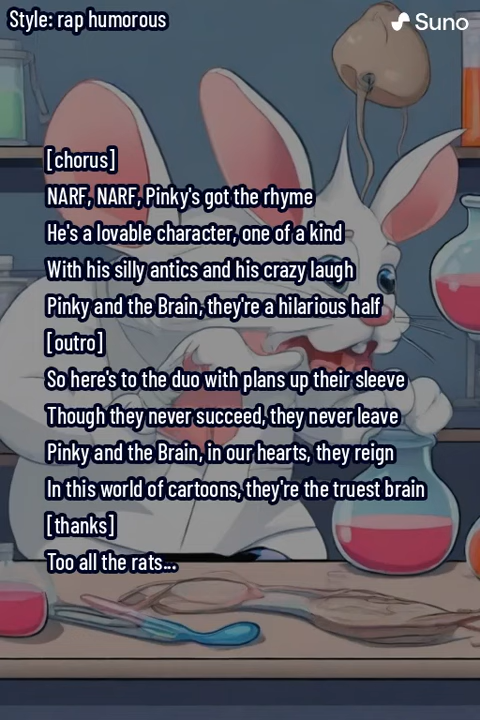 Style: rap humorous
Suno
[chorus]
NARF, NARF, Pinky's got the rhyme
He's a lovable character, one of a kind
With his silly antics and his crazy laugh
Pinky and the Brain, they're a hilarious half
[outro]
So here's to the duo with plans up their sleeve
Though they never succeed, they never leave
Pinky and the Brain, in our hearts, they reign
In this world of cartoons, they're the truest brain
[thanks]
Too all the rats...